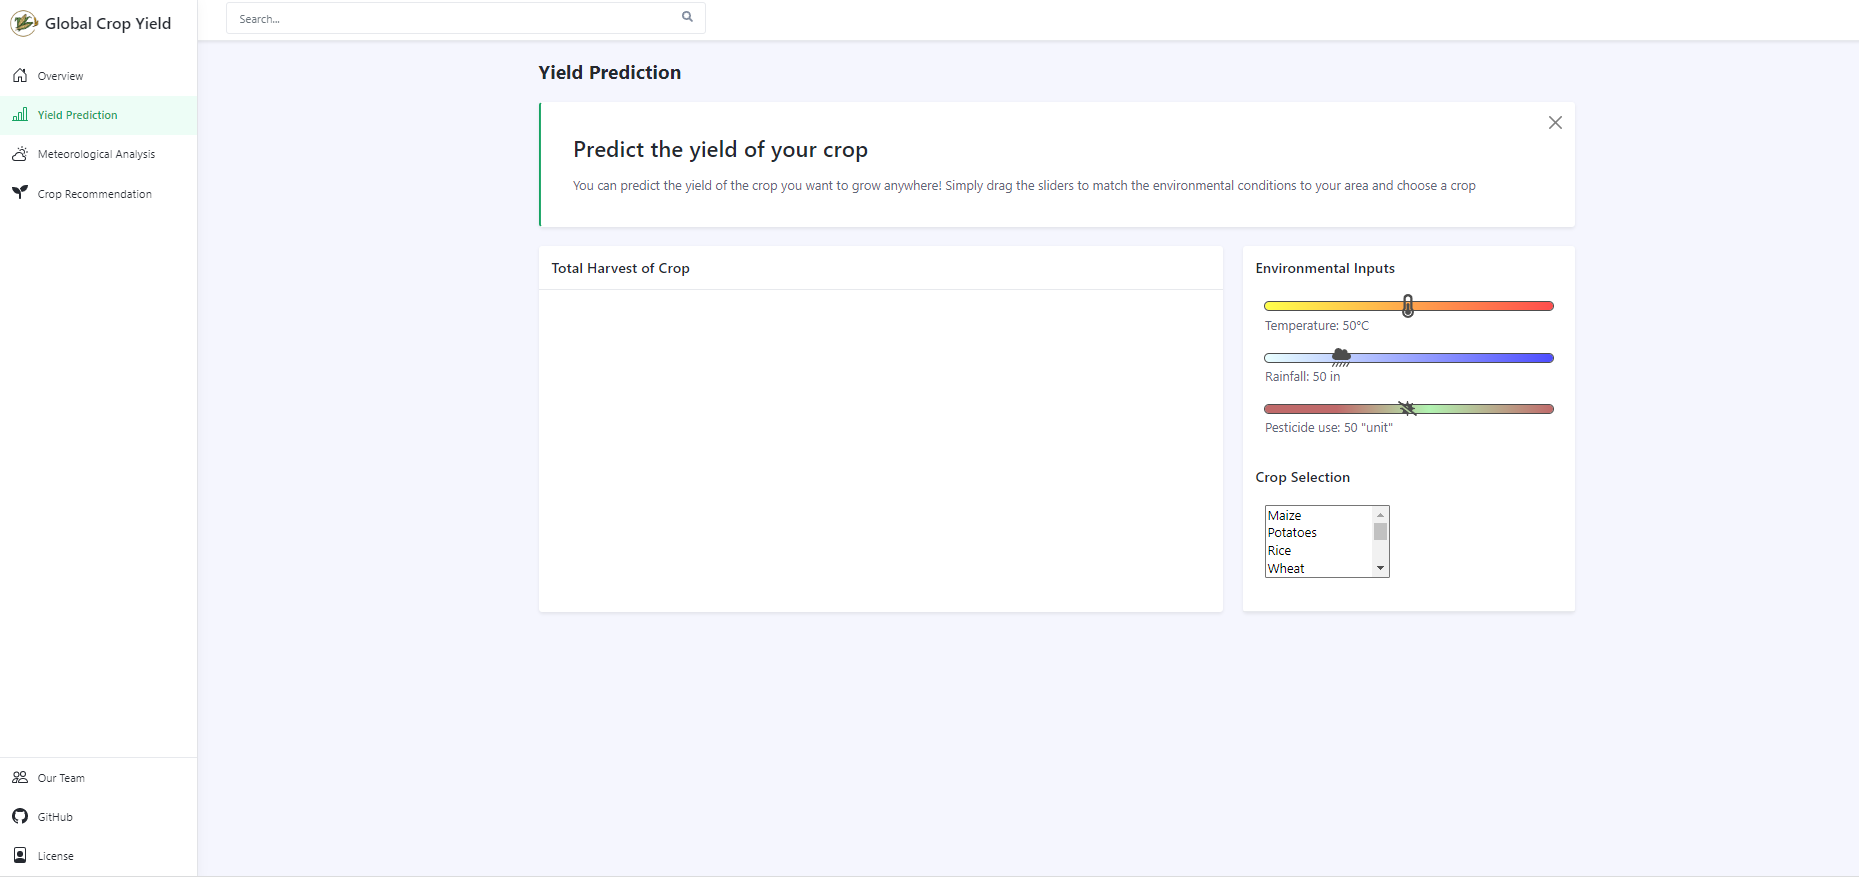 Global Crop Yield
Search...
Overview
Yield Prediction
Meteorological Analysis
Crop Recommendation
Yield Prediction
Predict the yield of your crop
You can predict the yield of the crop you want to grow anywhere! Simply drag the sliders to match the environmental conditions to your area and choose a crop
Total Harvest of Crop
Environmental Inputs
Temperature: 50°C
Rainfall: 50 in
Pesticide use: 50 "unit"
Crop Selection
Maize
Potatoes
Rice
Wheat
Our Team
GitHub
License